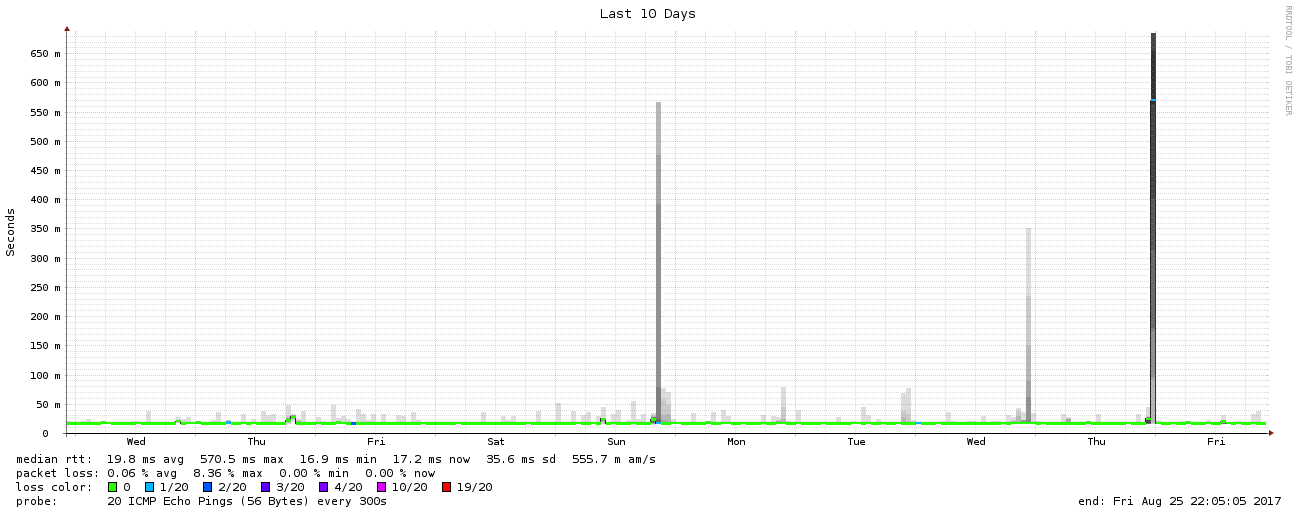 Last 10 Days
RRDTOOL / TOBI OETIKER
Seconds
650 m
600 m
550 m
500 m
450 m
400 m
350 m
300 m
250 m
200 m
150 m
100 m
50 m
0
Wed Thu Fri Sat Sun Mon Tue Wed Thu Fri
median rtt: 19.8 ms avg 570.5 ms max 16.9 ms min 17.2 ms now 35.6 ms sd 555.7 m am/s
packet loss: 0.06 % avg 8.36 % max 0.00 % min 0.00 % now
loss color: 0 1/20 2/20 3/20 4/20 10/20 19/20
probe: 20 ICMP Echo Pings (56 Bytes) every 300s end: Fri Aug 25 22:05:05 2017